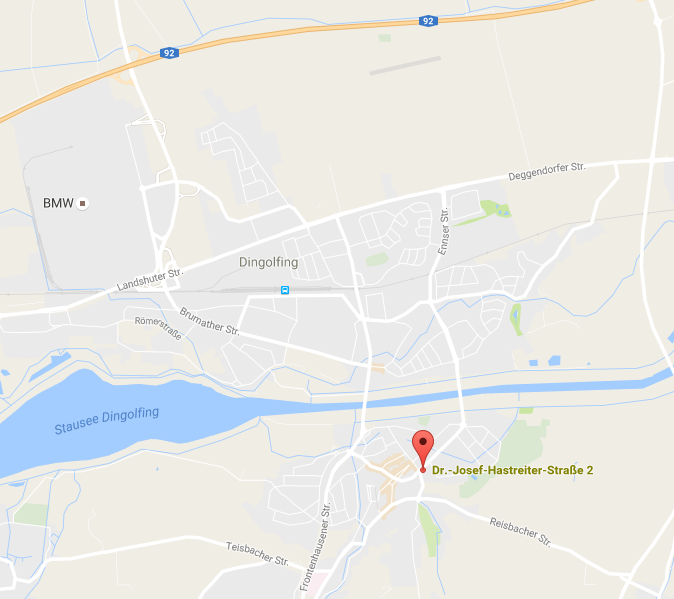 92
92
Deggendorfer Str.
BMW
Ennser Str.
Dingolfing
Landshuter Str.
Brumather Str.
Römerstraße
Stausee Dingolfing
Dr.-Josef-Hastreiter-Straße 2
Reisbacher Str.
Frontenhausener Str.
Teisbacher Str.